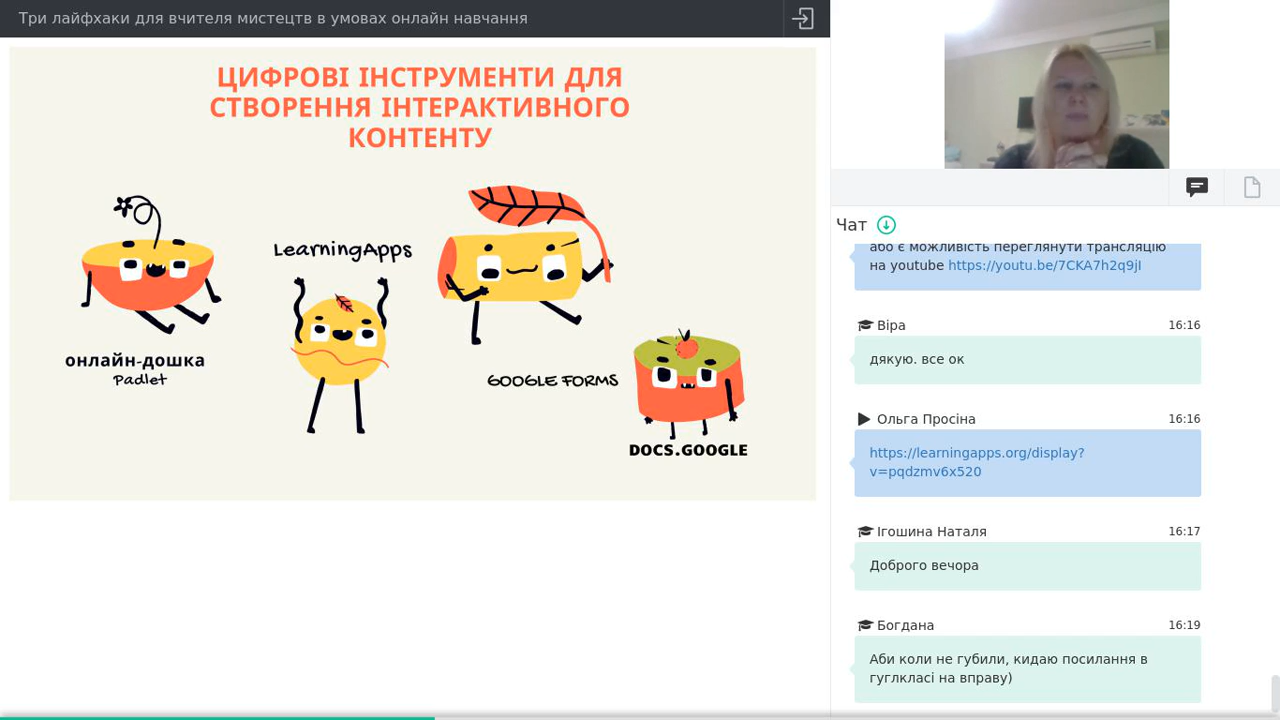 Три лайфхаки для вчителя мистецтв в умовах онлайн навчання
ЦИФРОВІ ІНСТРУМЕНТИ ДЛЯ
СТВОРЕННЯ ІНТЕРАКТИВНОГО
КОНТЕНТУ
LearningApps
онлайн-дошка
Padlet
GOOGLE FORMS
DOCS.GOOGLE
Чат
або є можливість переглянути трансляцію
на youtube https://youtu.be/7CKA7h2q9jI
Віра 16:16
дякую. все ок
Ольга Просіна 16:16
https://learningapps.org/display?
v=pqdzmv6x520
Ігошина Наталя 16:17
Доброго вечора
Богдана 16:19
Аби коли не губили, кидаю посилання в
гуглкласі на вправу)